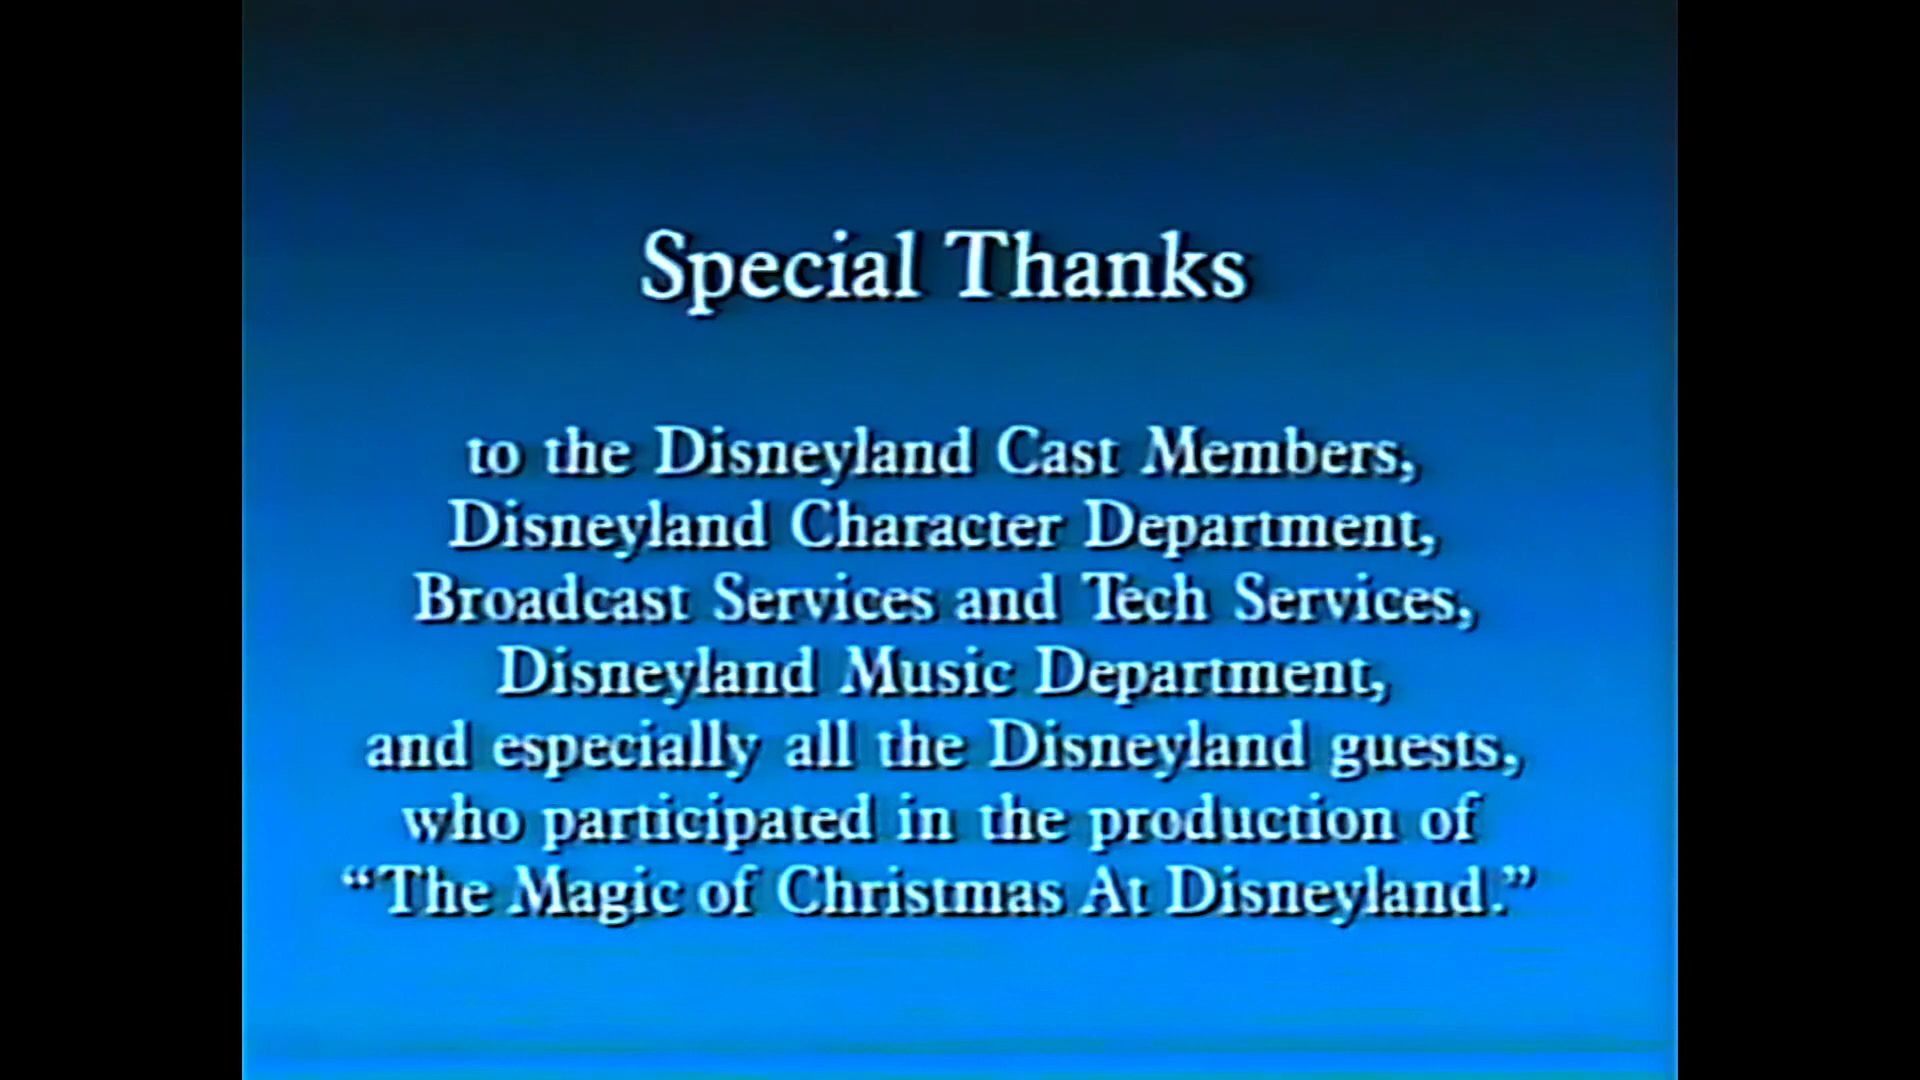 Special Thanks
to the Disneyland Cast Members,
Disneyland Character Department,
Broadcast Services and Tech Services,
Disneyland Music Department,
and especially all the Disneyland guests,
who participated in the production of
“The Magic of Christmas At Disneyland.”